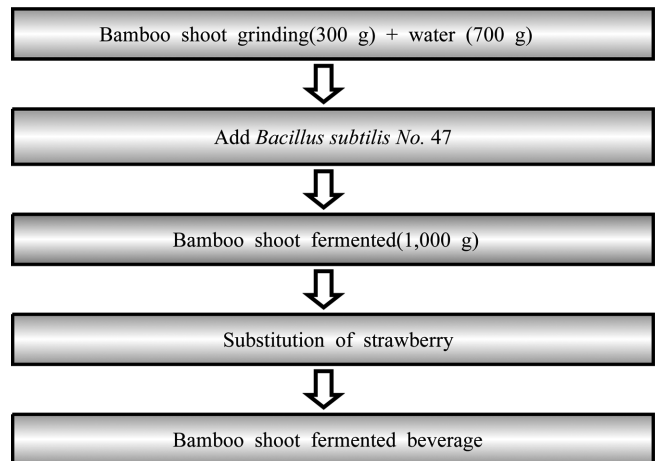 Bamboo shoot grinding(300 g) + water (700 g)
Add Bacillus subtilis No. 47
Bamboo shoot fermented(1,000 g)
Substitution of strawberry
Bamboo shoot fermented beverage